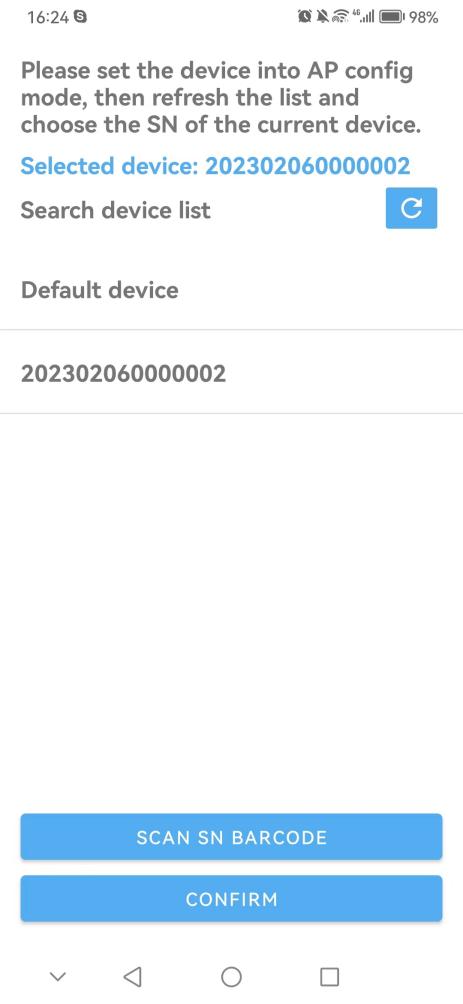 16:24
4G
98%
Please set the device into AP config
mode, then refresh the list and
choose the SN of the current device.
Selected device: 202302060000002
Search device list
Default device
202302060000002
SCAN SN BARCODE
CONFIRM